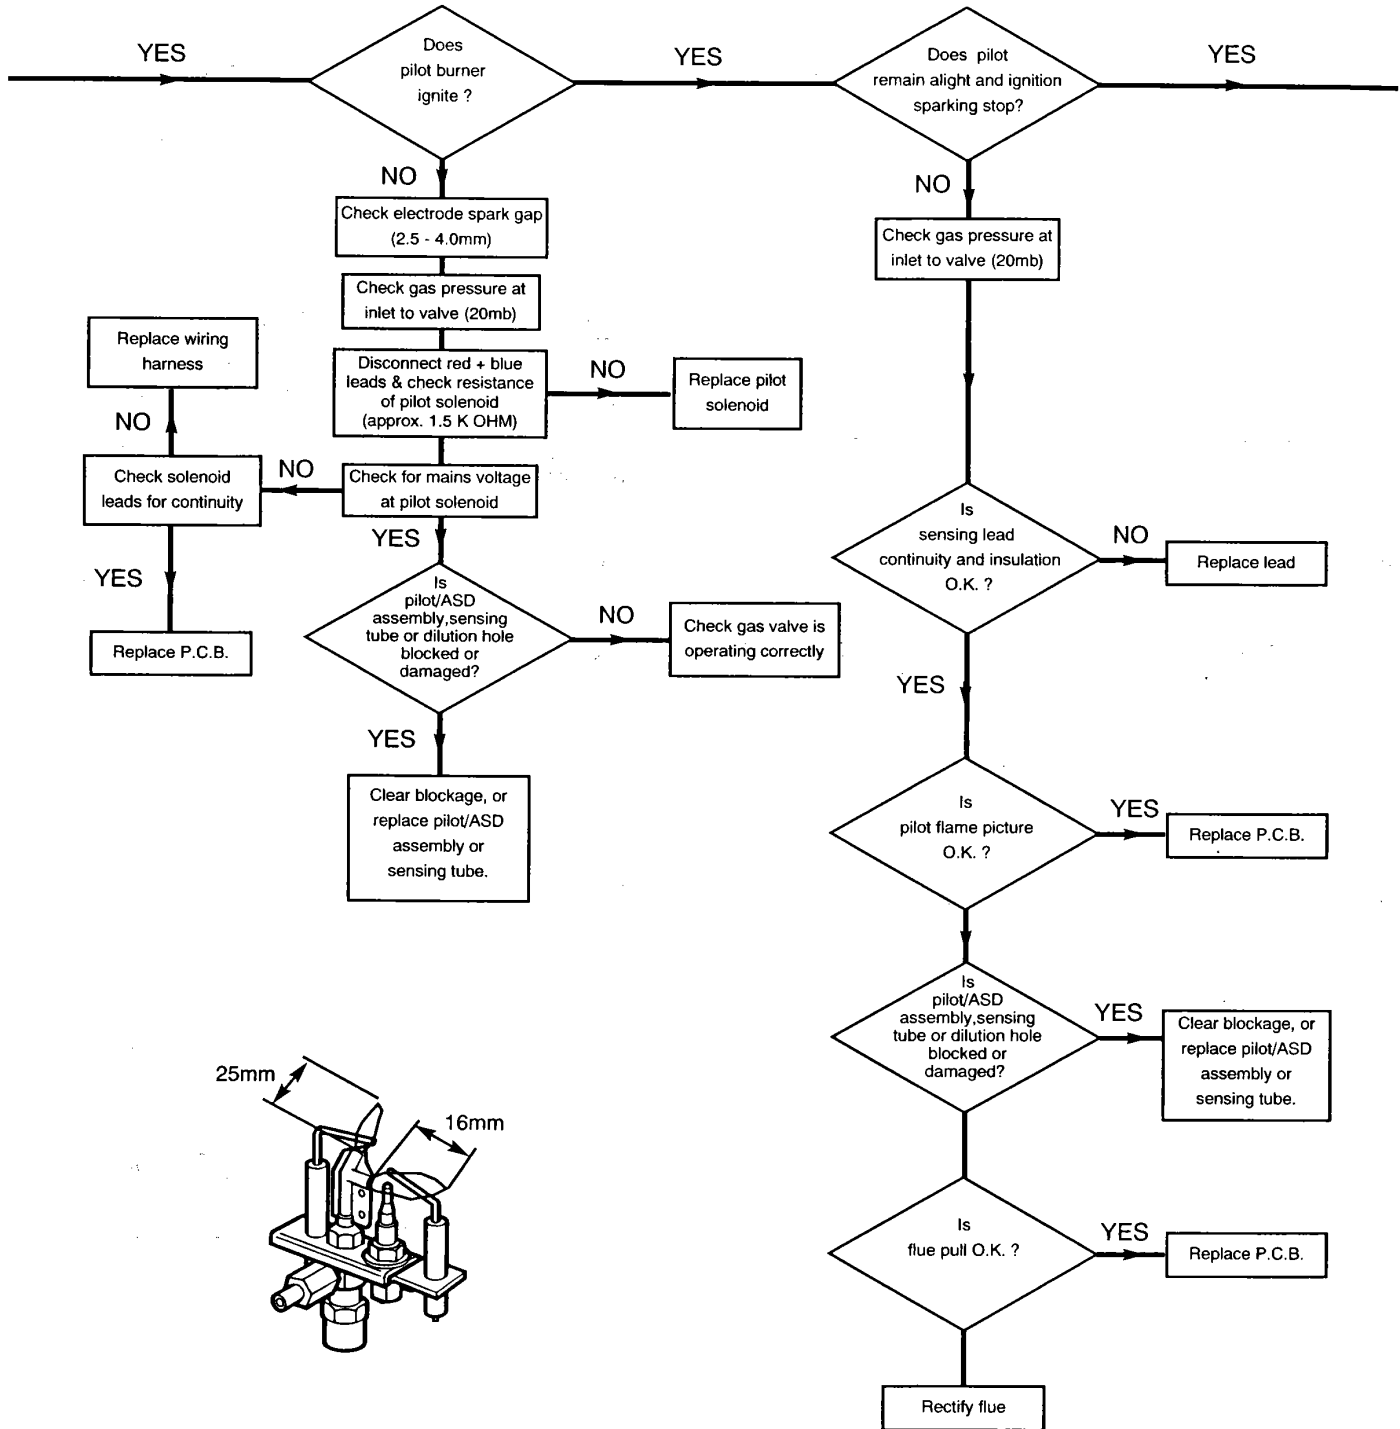 YES
Does
pilot burner
ignite ?
YES
Does pilot
remain alight and ignition
sparking stop?
YES
NO
Check electrode spark gap
(2.5 - 4.0mm)
Check gas pressure at
inlet to valve (20mb)
Disconnect red + blue
leads & check resistance
of pilot solenoid
(approx. 1.5 K OHM)
NO
Replace pilot
solenoid
Check for mains voltage
at pilot solenoid
NO
Check solenoid
leads for continuity
NO
Replace wiring
harness
YES
Replace P.C.B.
YES
Is
pilot/ASD
assembly,sensing
tube or dilution hole
blocked or
damaged?
NO
Check gas valve is
operating correctly
YES
Clear blockage, or
replace pilot/ASD
assembly or
sensing tube.
NO
Check gas pressure at
inlet to valve (20mb)
Is
sensing lead
continuity and insulation
O.K. ?
NO
Replace lead
YES
Is
pilot flame picture
O.K. ?
YES
Replace P.C.B.
Is
pilot/ASD
assembly,sensing
tube or dilution hole
blocked or
damaged?
YES
Clear blockage, or
replace pilot/ASD
assembly or
sensing tube.
Is
flue pull O.K. ?
YES
Replace P.C.B.
Rectify flue
25mm
16mm